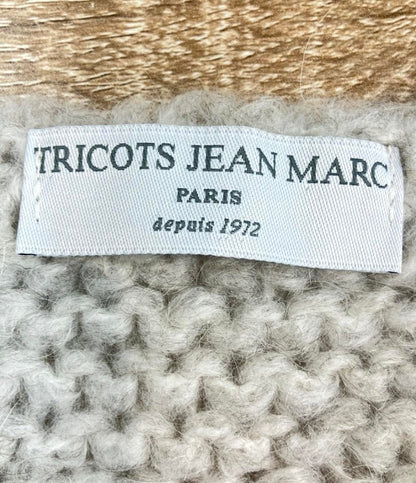 TRICOTS JEAN MARC
PARIS
depuis 1972